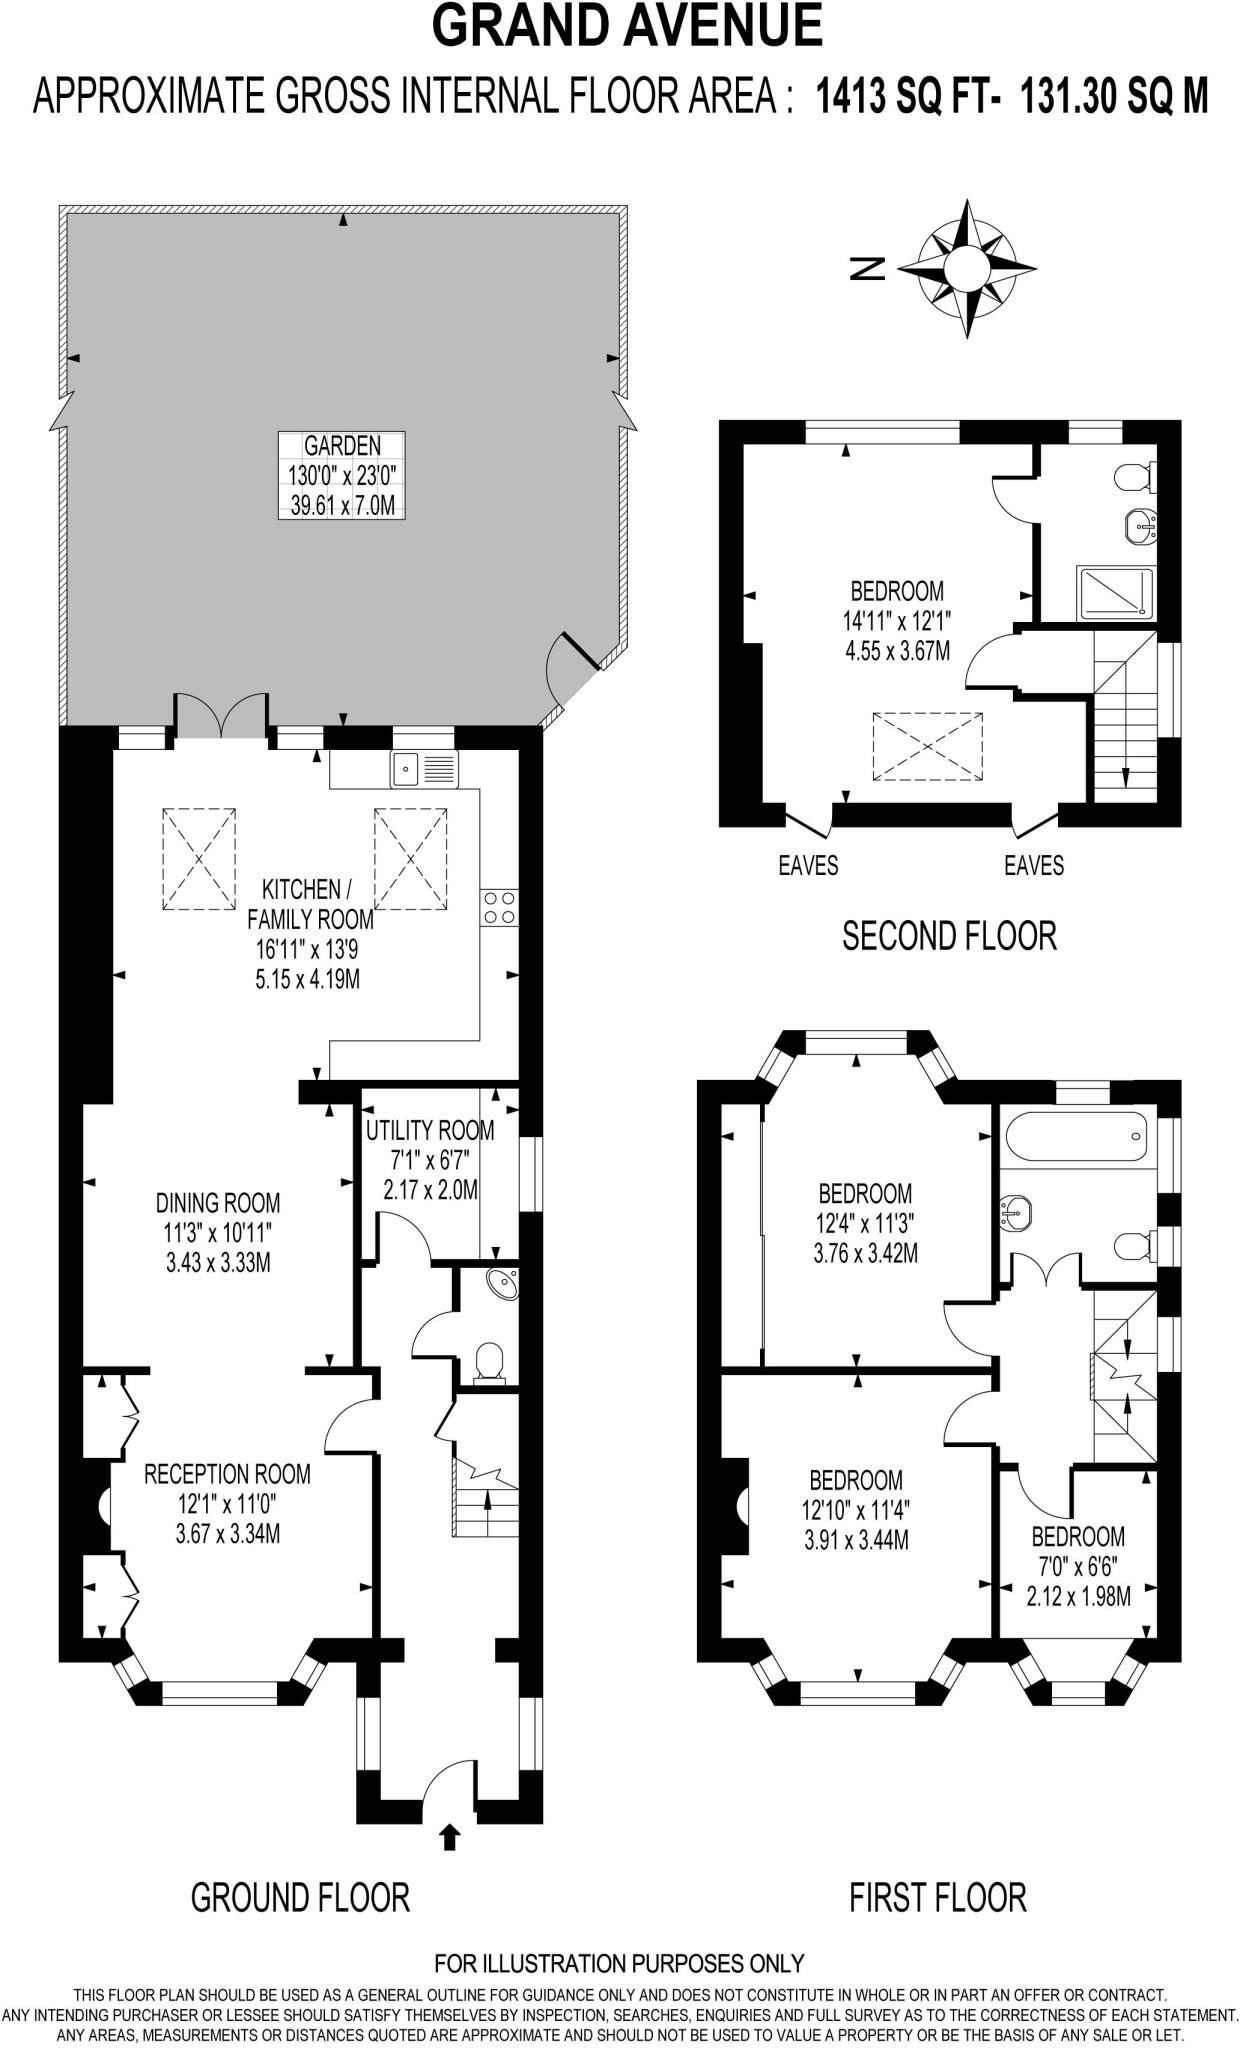 GRAND AVENUE
APPROXIMATE GROSS INTERNAL FLOOR AREA : 1413 SQ FT- 131.30 SQ M
N
GARDEN
130'0" x 23'0"
39.61 x 7.0M
BEDROOM
14'11" x 12'1"
4.55 x 3.67M
EAVES
EAVES
SECOND FLOOR
KITCHEN /
FAMILY ROOM
16'11" x 13'9
5.15 x 4.19M
UTILITY ROOM
7'1" x 6'7"
2.17 x 2.0M
DINING ROOM
11'3" x 10'11"
3.43 x 3.33M
RECEPTION ROOM
12'1" x 11'0"
3.67 x 3.34M
GROUND FLOOR
BEDROOM
12'4" x 11'3"
3.76 x 3.42M
BEDROOM
12'10" x 11'4"
3.91 x 3.44M
BEDROOM
7'0" x 6'6"
2.12 x 1.98M
FIRST FLOOR
FOR ILLUSTRATION PURPOSES ONLY
THIS FLOOR PLAN SHOULD BE USED AS A GENERAL OUTLINE FOR GUIDANCE ONLY AND DOES NOT CONSTITUTE IN WHOLE OR IN PART AN OFFER OR CONTRACT.
ANY INTENDING PURCHASER OR LESSEE SHOULD SATISFY THEMSELVES BY INSPECTION, SEARCHES, ENQUIRIES AND FULL SURVEY AS TO THE CORRECTNESS OF EACH STATEMENT.
ANY AREAS, MEASUREMENTS OR DISTANCES QUOTED ARE APPROXIMATE AND SHOULD NOT BE USED TO VALUE A PROPERTY OR BE THE BASIS OF ANY SALE OR LET.